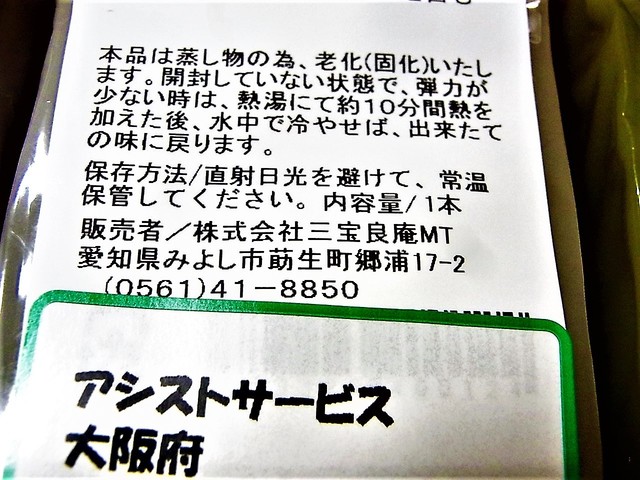 本品は蒸し物の為、老化(固化)いたし
ます。開封していない状態で、弾力が
少ない時は、熱湯にて約10分間熱を
加えた後、水中で冷やせば、出来たて
の味に戻ります。
保存方法/直射日光を避けて、常温
保管してください。内容量/1本
販売者/株式会社三宝良庵MT
愛知県みよし市莇生町郷浦17-2
(0561)41-8850
アシストサービス
大阪府